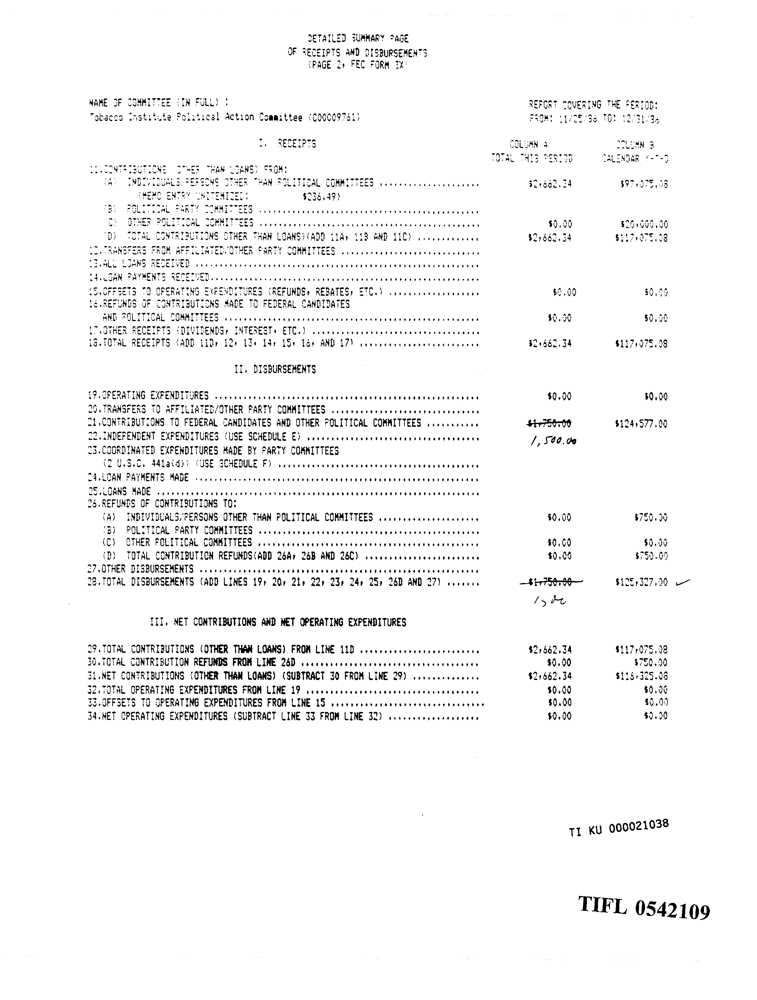 DETAILED SUMMARY PAGE
OF RECEIPTS AND DISBURSEMENTS
(PAGE 2, FEC FORM 3X)
NAME OF COMMITTEE (IN FULL) : REPORT COVERING THE PERIOD:
Tobacco Institute Political Action Committee (C00009761) FROM: 11/25/86 TO: 12/31/86
I. RECEIPTS COLUMN A COLUMN B
TOTAL THIS PERIOD CALENDAR Y-T-D
11.CONTRIBUTIONS (OTHER THAN LOANS) FROM:
(A) INDIVIDUALS/PERSONS OTHER THAN POLITICAL COMMITTEES .................. $2,662.34 $97,075.08
(MEMO ENTRY UNITEMIZED: $236.49)
(B) POLITICAL PARTY COMMITTEES ..........................................
(C) OTHER POLITICAL COMMITTEES .......................................... $0.00 $20,000.00
(D) TOTAL CONTRIBUTIONS OTHER THAN LOANS)(ADD 11A, 11B AND 11C) ............. $2,662.34 $117,075.08
12.TRANSFERS FROM AFFILIATED/OTHER PARTY COMMITTEES ............................
13.ALL LOANS RECEIVED ..................................................
14.LOAN PAYMENTS RECEIVED................................................
15.OFFSETS TO OPERATING EXPENDITURES (REFUNDS, REBATES, ETC.) .................. $0.00 $0.00
16.REFUNDS OF CONTRIBUTIONS MADE TO FEDERAL CANDIDATES
AND POLITICAL COMMITTEES ............................................... $0.00 $0.00
17.OTHER RECEIPTS (DIVIDENDS, INTEREST, ETC.) ...............................
18.TOTAL RECEIPTS (ADD 11D, 12, 13, 14, 15, 16, AND 17) ....................... $2,662.34 $117,075.08
II. DISBURSEMENTS
19.OPERATING EXPENDITURES ................................................ $0.00 $0.00
20.TRANSFERS TO AFFILIATED/OTHER PARTY COMMITTEES ............................
21.CONTRIBUTIONS TO FEDERAL CANDIDATES AND OTHER POLITICAL COMMITTEES ........... $1,750.00 $124,577.00
22.INDEPENDENT EXPENDITURES (USE SCHEDULE E) ................................ 1,500.00
23.COORDINATED EXPENDITURES MADE BY PARTY COMMITTEES
(2 U.S.C. 441a(d)) (USE SCHEDULE F) .....................................
24.LOAN PAYMENTS MADE ..................................................
25.LOANS MADE ..........................................................
26.REFUNDS OF CONTRIBUTIONS TO:
(A) INDIVIDUALS/PERSONS OTHER THAN POLITICAL COMMITTEES .................. $0.00 $750.00
(B) POLITICAL PARTY COMMITTEES ..........................................
(C) OTHER POLITICAL COMMITTEES .......................................... $0.00 $0.00
(D) TOTAL CONTRIBUTION REFUNDS(ADD 26A, 26B AND 26C) ..................... $0.00 $750.00
27.OTHER DISBURSEMENTS ..................................................
28.TOTAL DISBURSEMENTS (ADD LINES 19, 20, 21, 22, 23, 24, 25, 26D AND 27) ....... $1,750.00 $125,327.00
III. NET CONTRIBUTIONS AND NET OPERATING EXPENDITURES
29.TOTAL CONTRIBUTIONS (OTHER THAN LOANS) FROM LINE 11D ....................... $2,662.34 $117,075.08
30.TOTAL CONTRIBUTION REFUNDS FROM LINE 26D ................................. $0.00 $750.00
31.NET CONTRIBUTIONS (OTHER THAN LOANS) (SUBTRACT 30 FROM LINE 29) ............. $2,662.34 $116,325.08
32.TOTAL OPERATING EXPENDITURES FROM LINE 19 ................................ $0.00 $0.00
33.OFFSETS TO OPERATING EXPENDITURES FROM LINE 15 ............................. $0.00 $0.00
34.NET OPERATING EXPENDITURES (SUBTRACT LINE 33 FROM LINE 32) .................. $0.00 $0.00
TI KU 000021038
TIFL 0542109